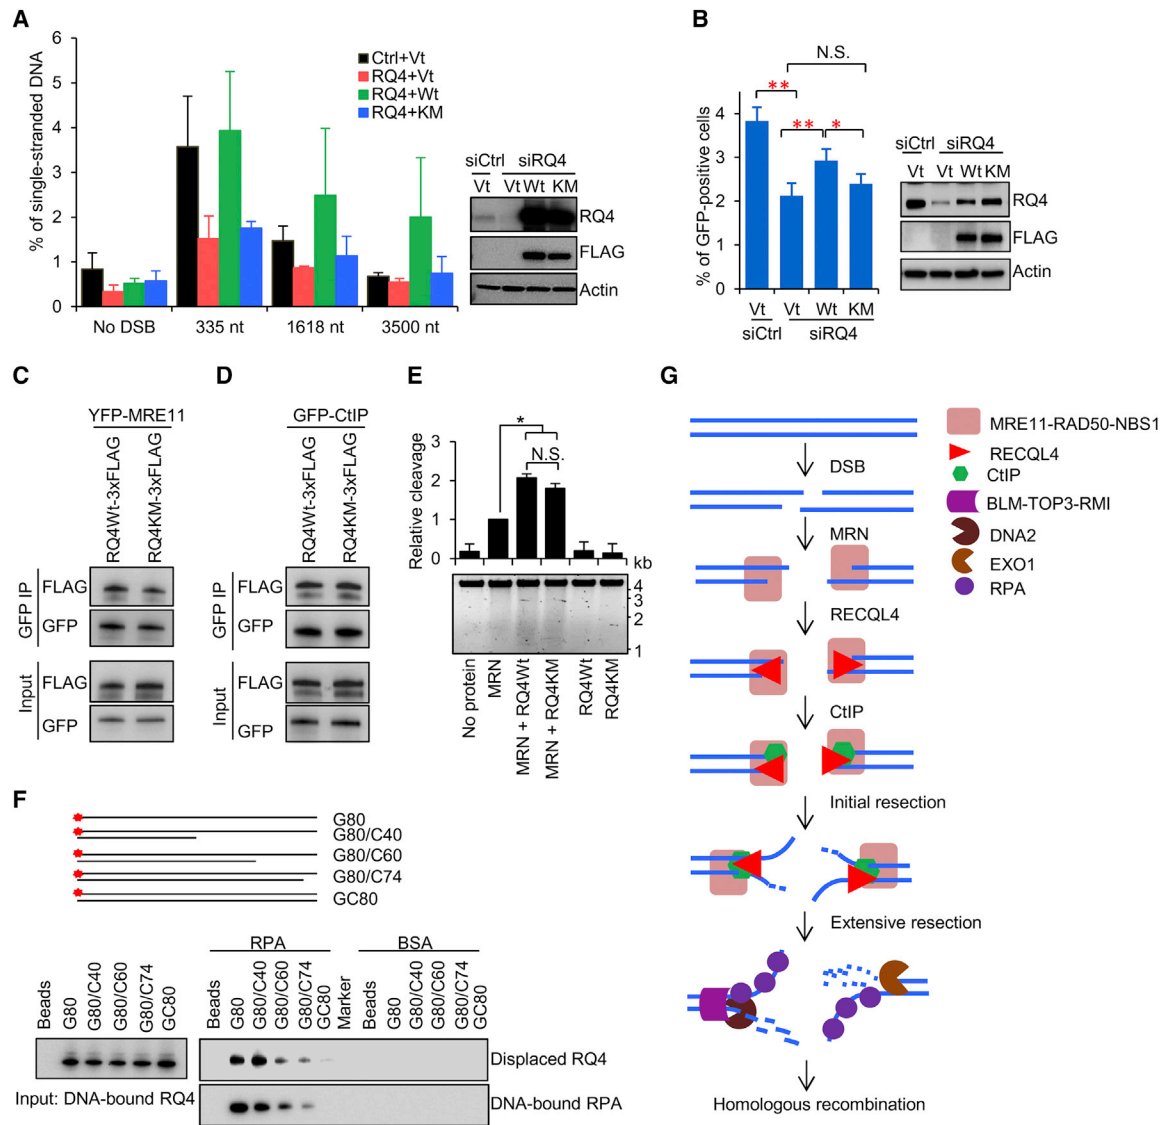 A
% of single-stranded DNA
6
5
4
3
2
1
0
No DSB
335 nt
1618 nt
3500 nt
Ctrl+Vt
RQ4+Vt
RQ4+Wt
RQ4+KM
siCtrl siRQ4
Vt Vt Wt KM
RQ4
FLAG
Actin
B
% of GFP-positive cells
5
4
3
2
1
0
N.S.
**
** *
Vt Vt Wt KM
siCtrl siRQ4
siCtrl siRQ4
Vt Vt Wt KM
RQ4
FLAG
Actin
C
YFP-MRE11
RQ4Wt-3xFLAG
RQ4KM-3xFLAG
GFP IP
FLAG
GFP
Input
FLAG
GFP
D
GFP-CtIP
RQ4Wt-3xFLAG
RQ4KM-3xFLAG
GFP IP
FLAG
GFP
Input
FLAG
GFP
E
Relative cleavage
3
2
1
0
*
N.S.
kb
4
3
2
1
No protein
MRN
MRN + RQ4Wt
MRN + RQ4KM
RQ4Wt
RQ4KM
F
G80
G80/C40
G80/C60
G80/C74
GC80
Beads
G80
G80/C40
G80/C60
G80/C74
GC80
Input: DNA-bound RQ4
RPA
BSA
Beads
G80
G80/C40
G80/C60
G80/C74
GC80
Marker
Beads
G80
G80/C40
G80/C60
G80/C74
GC80
Displaced RQ4
DNA-bound RPA
G
DSB
MRN
RECQL4
CtIP
Initial resection
Extensive resection
Homologous recombination
MRE11-RAD50-NBS1
RECQL4
CtIP
BLM-TOP3-RMI
DNA2
EXO1
RPA